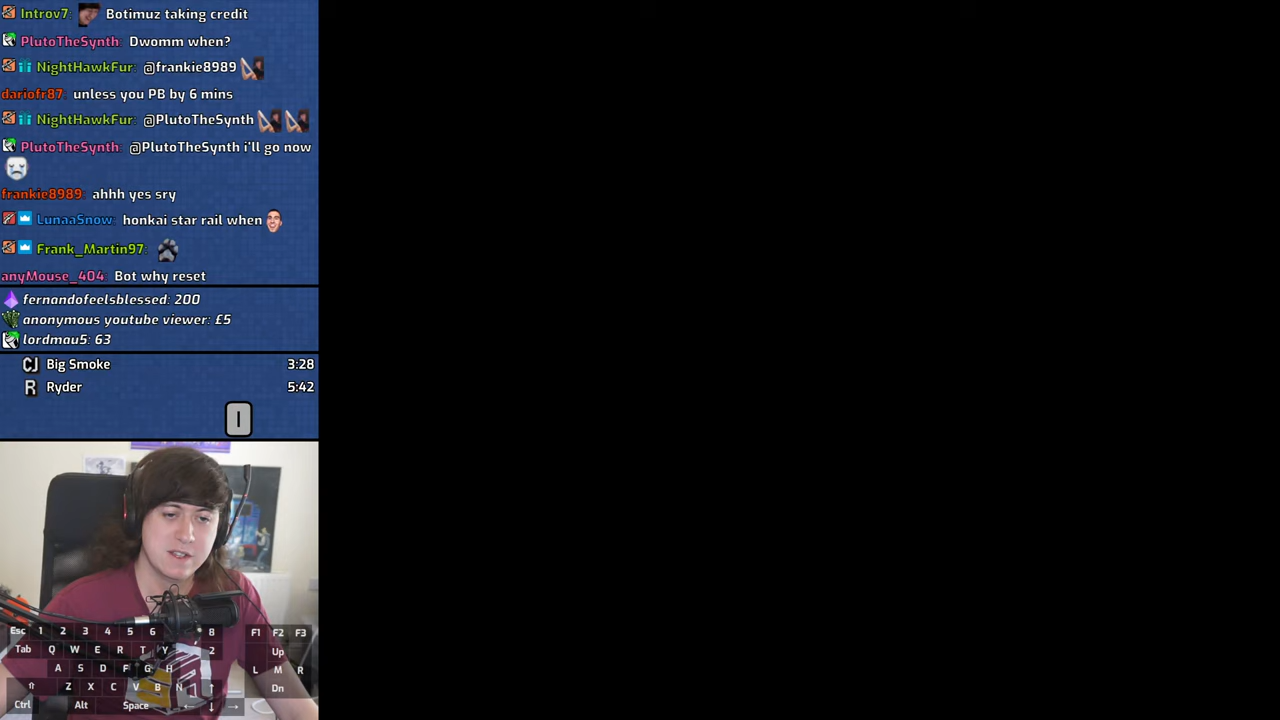 Introv7: Botimuz taking credit
PlutoTheSynth: Dwomm when?
NightHawkFur: @frankie8989
dariofr87: unless you PB by 6 mins
NightHawkFur: @PlutoTheSynth
PlutoTheSynth: @PlutoTheSynth i'll go now
frankie8989: ahhh yes sry
LunaaSnow: honkai star rail when
Frank_Martin97:
anyMouse_404: Bot why reset
fernandofeelsblessed: 200
anonymous youtube viewer: £5
lordmau5: 63
CJ Big Smoke 3:28
R Ryder 5:42
Esc 1 2 3 4 5 6 8 F1 F2 F3
Tab Q W E R T Y 2 Up
A S D F G H L M R
⇧ Z X C V B N ↑ Dn
Ctrl Alt Space ← ↓ →